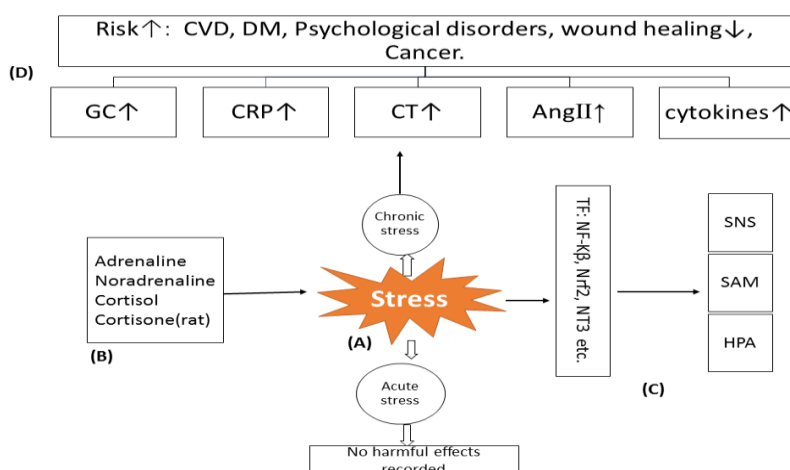 Risk↑: CVD, DM, Psychological disorders, wound healing↓,
Cancer.
(D)
GC↑
CRP↑
CT↑
AngII↑
cytokines↑
Chronic
stress
Adrenaline
Noradrenaline
Cortisol
Cortisone(rat)
(B)
Stress
(A)
TF: NF-Kβ, Nrf2, NT3 etc.
SNS
SAM
HPA
(C)
Acute
stress
No harmful effects
recorded